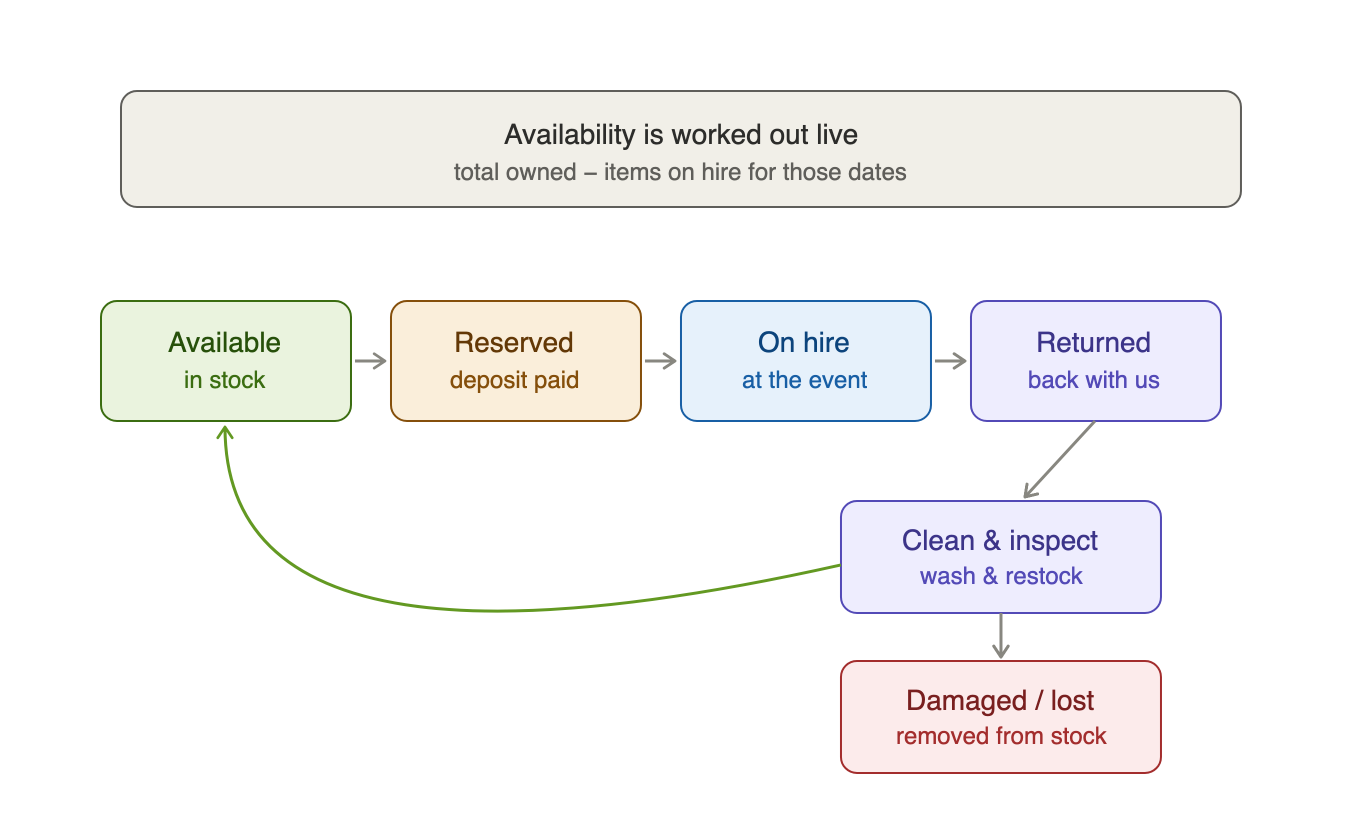 Availability is worked out live
total owned – items on hire for those dates
Available
in stock
Reserved
deposit paid
On hire
at the event
Returned
back with us
Clean & inspect
wash & restock
Damaged / lost
removed from stock